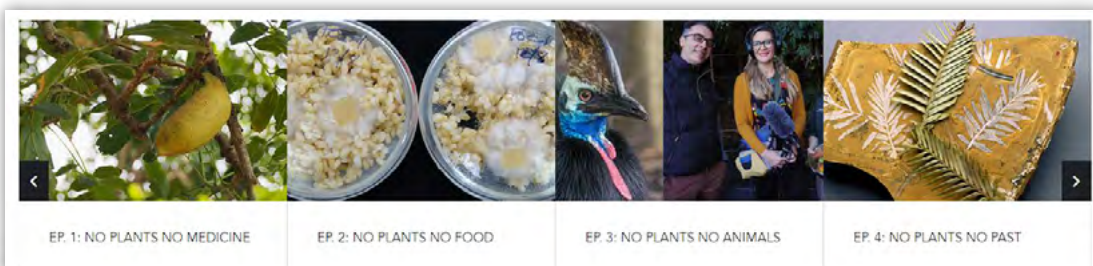 EP. 1: NO PLANTS NO MEDICINE
EP. 2: NO PLANTS NO FOOD
EP. 3: NO PLANTS NO ANIMALS
EP. 4: NO PLANTS NO PAST